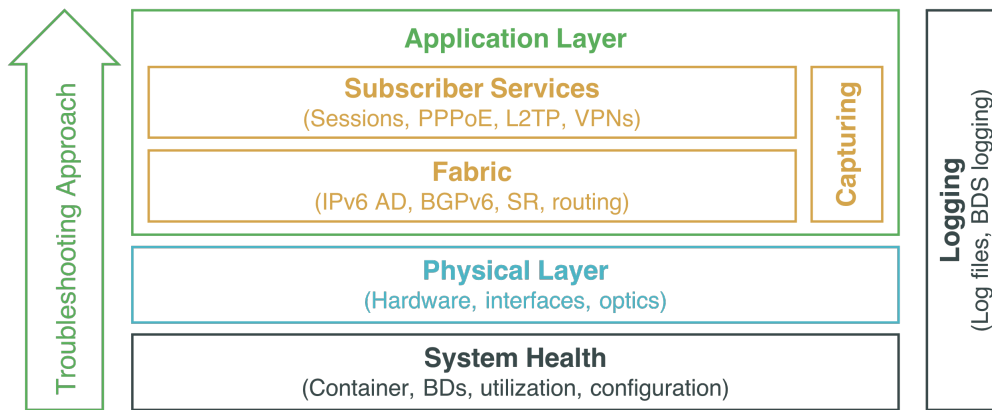 Troubleshooting Approach
Application Layer
Subscriber Services
(Sessions, PPPoE, L2TP, VPNs)
Fabric
(IPv6 AD, BGPv6, SR, routing)
Capturing
Physical Layer
(Hardware, interfaces, optics)
System Health
(Container, BDs, utilization, configuration)
Logging
(Log files, BDS logging)